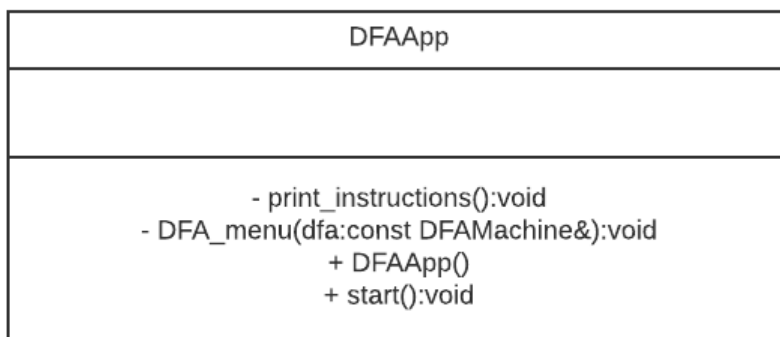 DFAApp
- print_instructions():void
- DFA_menu(dfa:const DFAMachine&):void
+ DFAApp()
+ start():void